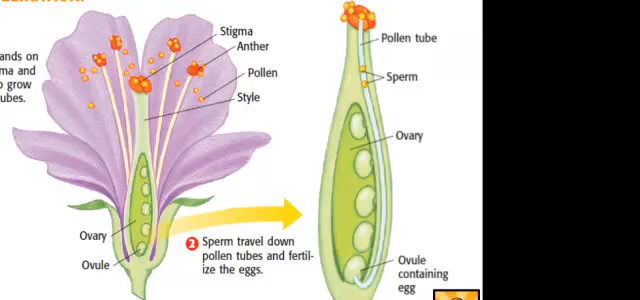 ands on
ma and
o grow
ubes.
Stigma
Anther
Pollen
Style
Ovary
Ovule
2 Sperm travel down
pollen tubes and fertil-
ize the eggs.
Pollen tube
Sperm
Ovary
Ovule
containing
egg